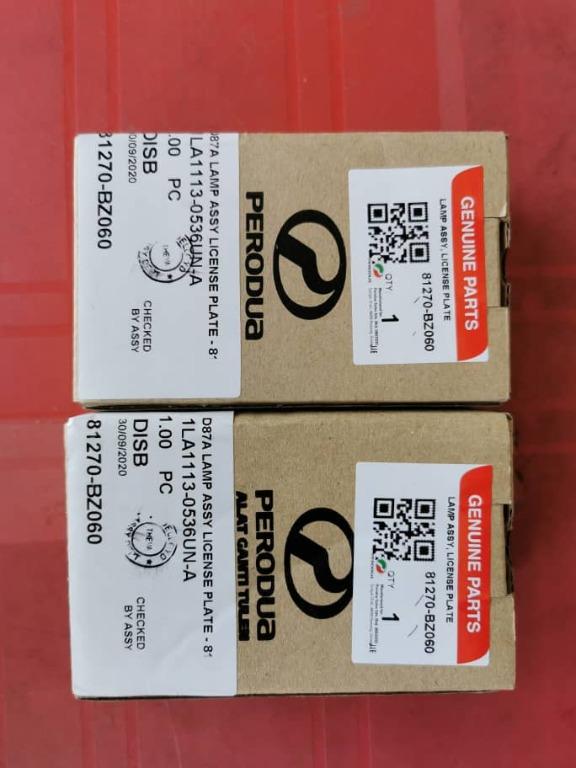 GENUINE PARTS
LAMP ASSY, LICENSE PLATE
81270-BZ060
QTY
1
PERODUA
D87A LAMP ASSY LICENSE PLATE - 8
1LA1113-0536UN-A
.00 PC
DISB
0/09/2020
CHECKED
BY ASSY
81270-BZ060
GENUINE PARTS
LAMP ASSY, LICENSE PLATE
81270-BZ060
QTY
1
PERODUA
ALAT GANTI TULEN
D87A LAMP ASSY LICENSE PLATE - 8
1LA1113-0536UN-A
1.00 PC
DISB
30/09/2020
CHECKED
BY ASSY
81270-BZ060